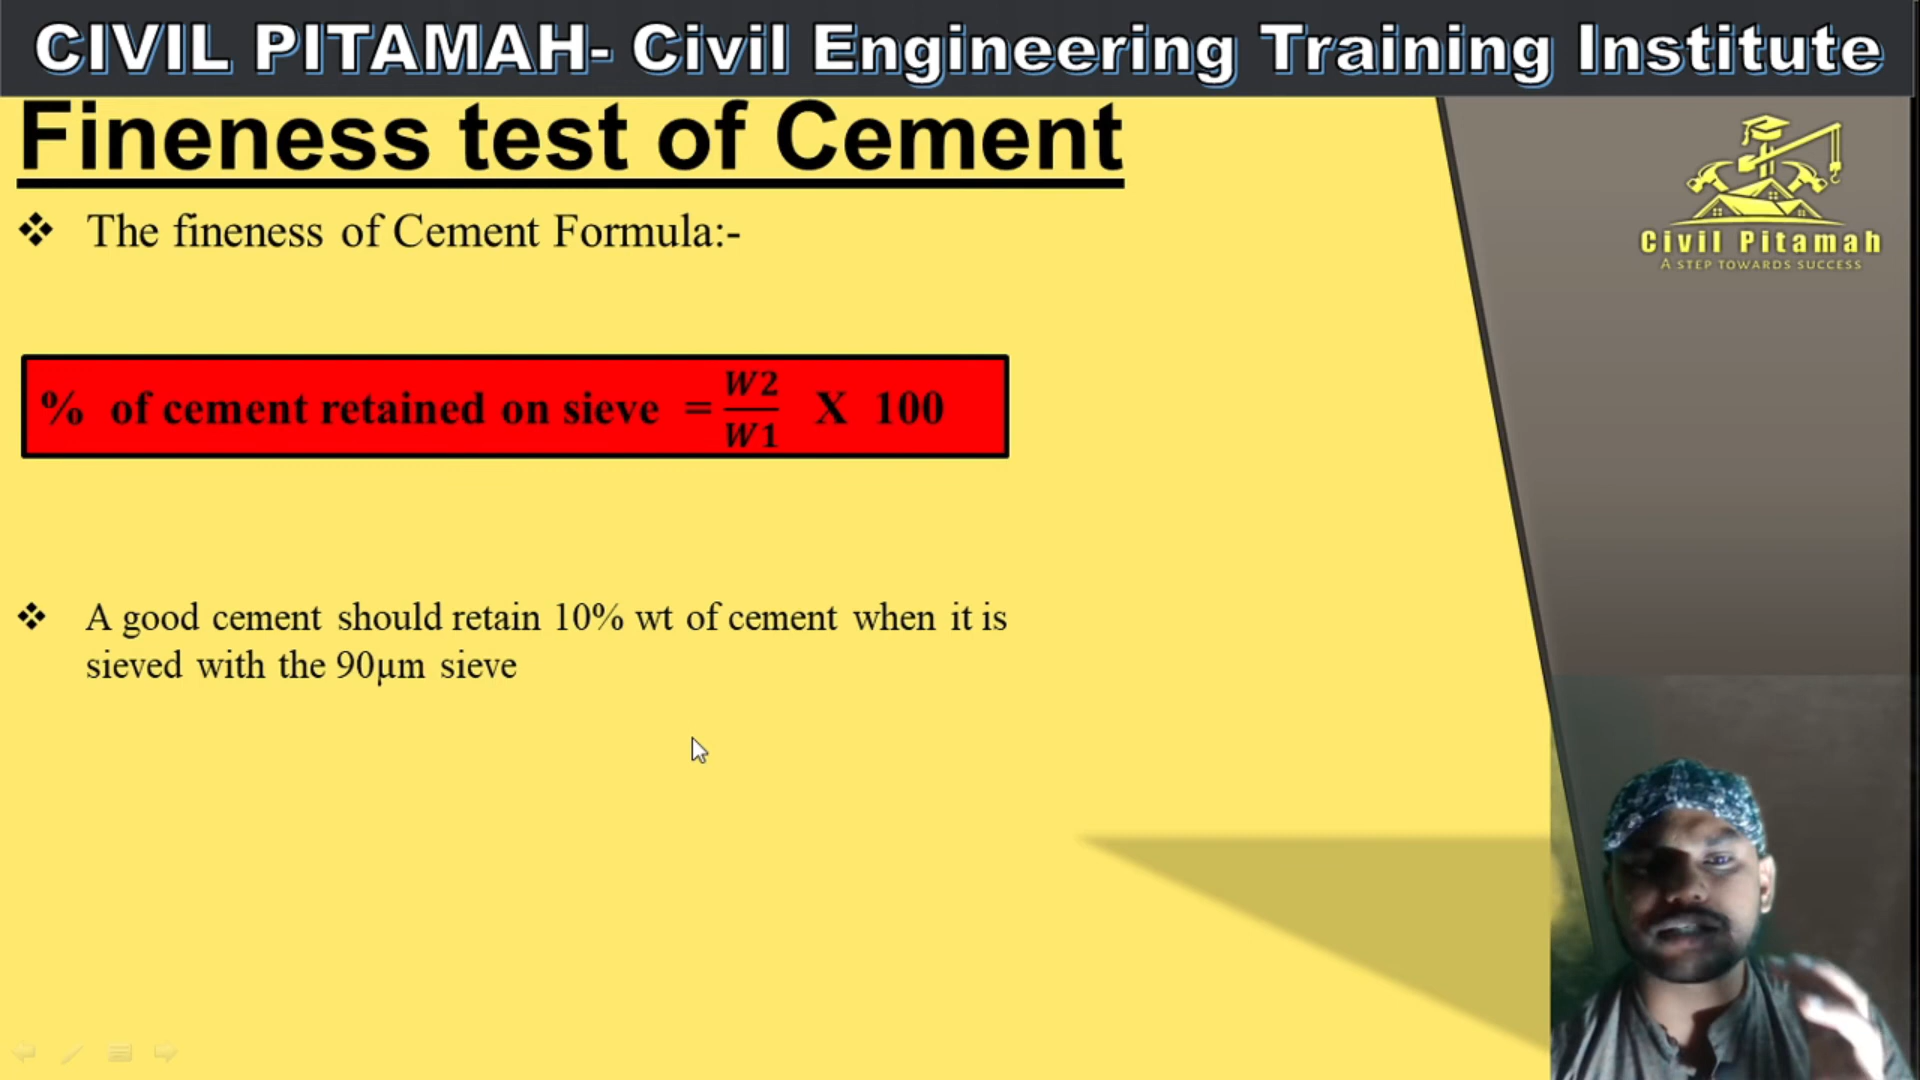 CIVIL PITAMAH- Civil Engineering Training Institute
Fineness test of Cement
❖ The fineness of Cement Formula:-
% of cement retained on sieve = W2/W1 X 100
❖ A good cement should retain 10% wt of cement when it is
sieved with the 90µm sieve
Civil Pitamah
A STEP TOWARDS SUCCESS